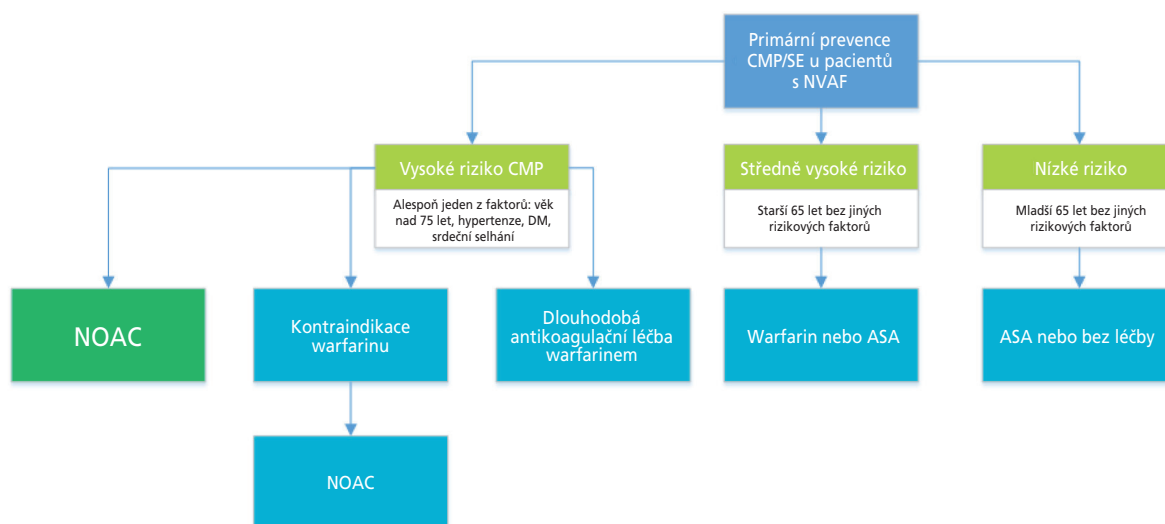 Primární prevence
CMP/SE u pacientů
s NVAF
Vysoké riziko CMP
Alespoň jeden z faktorů: věk
nad 75 let, hypertenze, DM,
srdeční selhání
Středně vysoké riziko
Starší 65 let bez jiných
rizikových faktorů
Nízké riziko
Mladší 65 let bez jiných
rizikových faktorů
NOAC
Kontraindikace
warfarinu
Dlouhodobá
antikoagulační léčba
warfarinem
Warfarin nebo ASA
ASA nebo bez léčby
NOAC